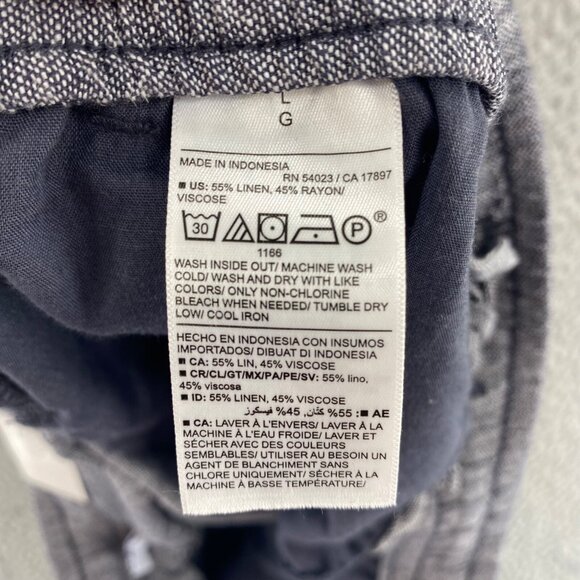 L
G
MADE IN INDONESIA
RN 54023 / CA 17897
■ US: 55% LINEN, 45% RAYON/
VISCOSE
30 P ®
1166
WASH INSIDE OUT/ MACHINE WASH
COLD/ WASH AND DRY WITH LIKE
COLORS/ ONLY NON-CHLORINE
BLEACH WHEN NEEDED/ TUMBLE DRY
LOW/ COOL IRON
HECHO EN INDONESIA CON INSUMOS
IMPORTADOS/ DIBUAT DI INDONESIA
■ CA: 55% LIN, 45% VISCOSE
■ CR/CL/GT/MX/PA/PE/SV: 55% lino,
45% viscosa
■ ID: 55% LINEN, 45% VISCOSE
■ AE: 55% كتّان, 45% فيسكوز
■ CA: LAVER À L'ENVERS/ LAVER À LA
MACHINE À L'EAU FROIDE/ LAVER ET
SÉCHER AVEC DES COULEURS
SEMBLABLES/ UTILISER AU BESOIN UN
AGENT DE BLANCHIMENT SANS
CHLORE UNIQUEMENT/ SÉCHER À LA
MACHINE À BASSE TEMPÉRATURE/